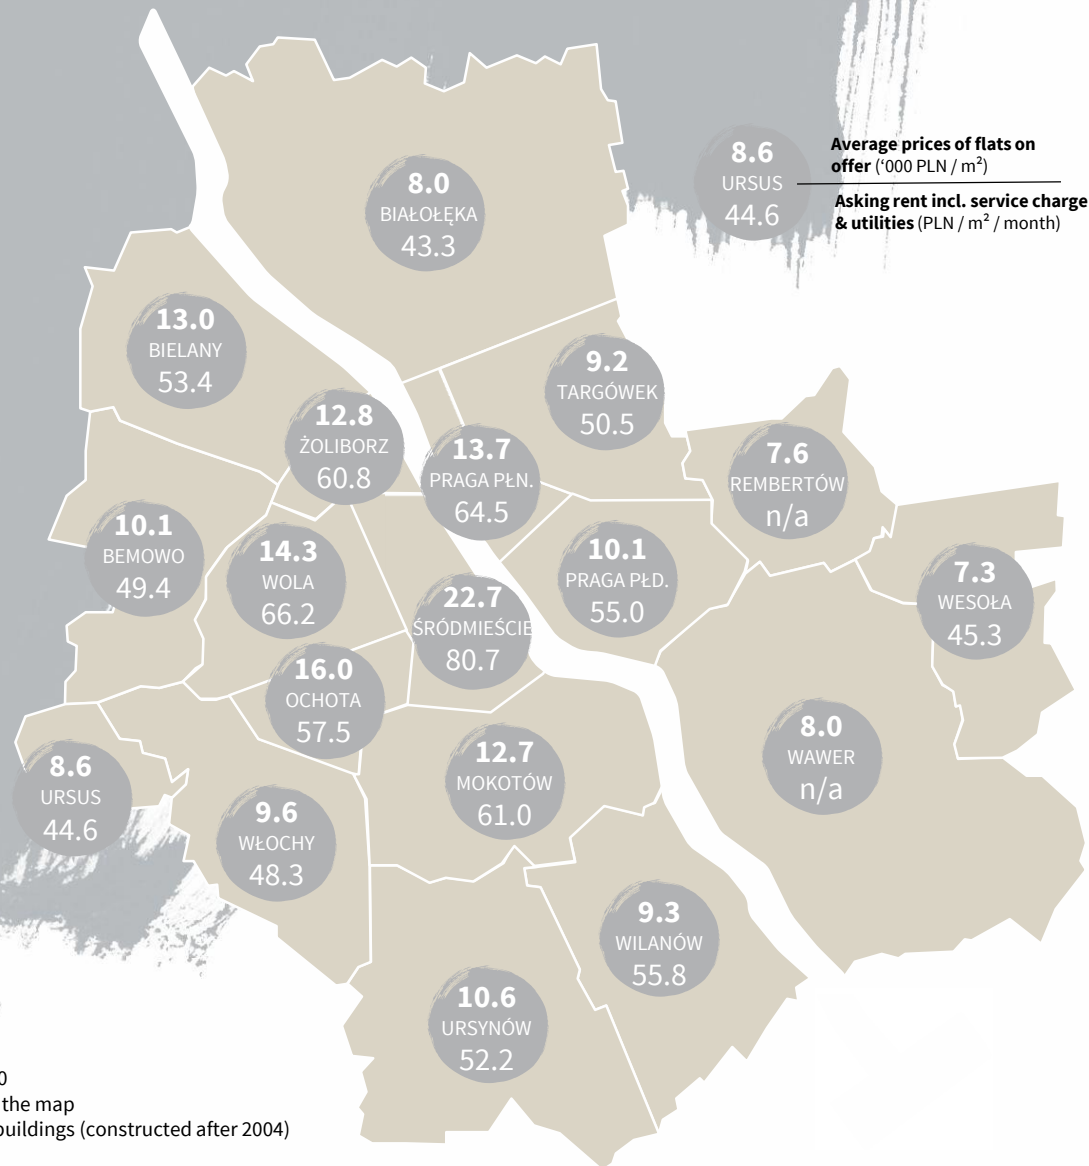 8.6
URSUS
44.6
Average prices of flats on
offer (‘000 PLN / m²)
Asking rent incl. service charge
& utilities (PLN / m² / month)
8.0
BIAŁOŁĘKA
43.3
13.0
BIELANY
53.4
9.2
TARGÓWEK
50.5
12.8
ŻOLIBORZ
60.8
13.7
PRAGA PŁN.
64.5
7.6
REMBERTÓW
n/a
10.1
BEMOWO
49.4
14.3
WOLA
66.2
10.1
PRAGA PŁD.
55.0
7.3
WESOŁA
45.3
22.7
ŚRÓDMIEŚCIE
80.7
16.0
OCHOTA
57.5
8.0
WAWER
n/a
12.7
MOKOTÓW
61.0
8.6
URSUS
44.6
9.6
WŁOCHY
48.3
9.3
WILANÓW
55.8
10.6
URSYNÓW
52.2
0
the map
buildings (constructed after 2004)